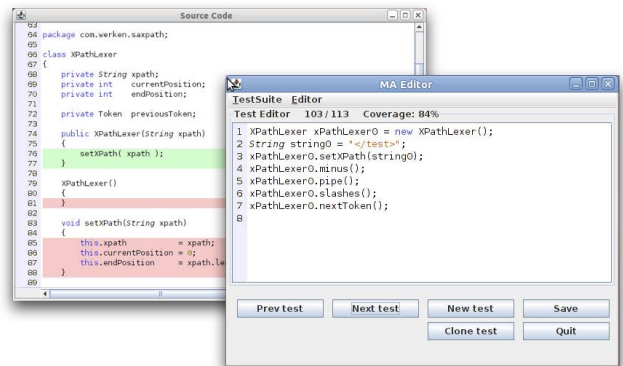 Source Code
63
64 package com.werken.saxpath;
65
66 class XPathLexer
67 {
68 private String xpath;
69 private int currentPosition;
70 private int endPosition;
71
72 private Token previousToken;
73
74 public XPathLexer(String xpath)
75 {
76 setXPath( xpath );
77 }
78
79 XPathLexer()
80 {
81 }
82
83 void setXPath(String xpath)
84 {
85 this.xpath = xpath;
86 this.currentPosition = 0;
87 this.endPosition = xpath.le
88 }
89
MA Editor
TestSuite Editor
Test Editor 103 / 113 Coverage: 84%
1 XPathLexer xPathLexer0 = new XPathLexer();
2 String string0 = "</test>";
3 xPathLexer0.setXPath(string0);
4 xPathLexer0.minus();
5 xPathLexer0.pipe();
6 xPathLexer0.slashes();
7 xPathLexer0.nextToken();
8
Prev test Next test New test Save
Clone test Quit